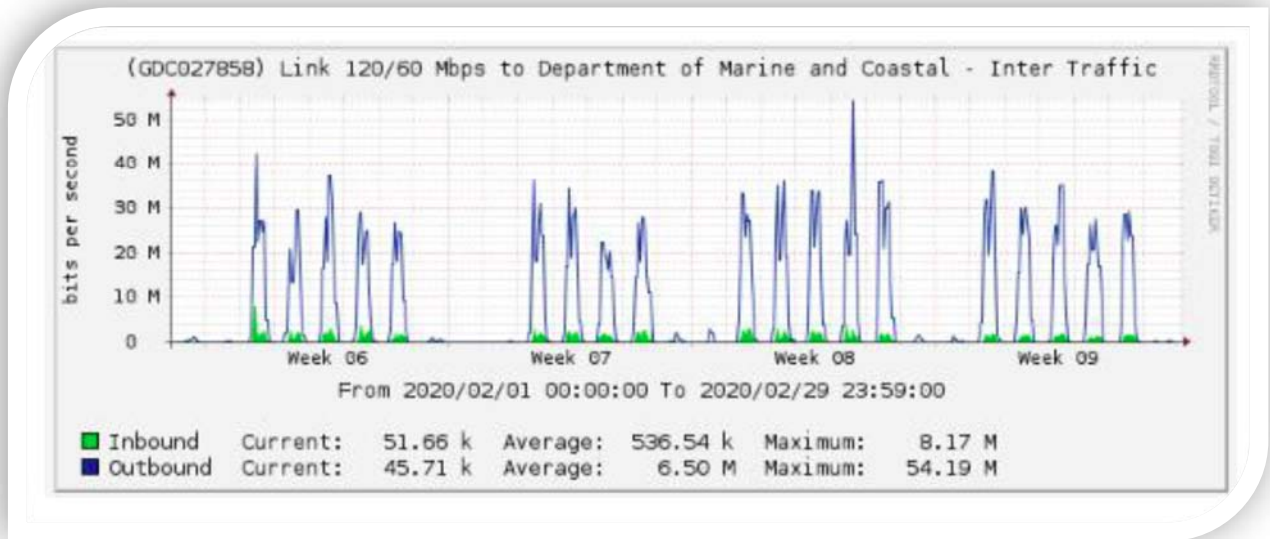 (GDC027858) Link 120/60 Mbps to Department of Marine and Coastal - Inter Traffic
RRDTOOL / TOBI OETIKER
bits per second
50 M
40 M
30 M
20 M
10 M
0
Week 06 Week 07 Week 08 Week 09
From 2020/02/01 00:00:00 To 2020/02/29 23:59:00
Inbound Current: 51.66 k Average: 536.54 k Maximum: 8.17 M
Outbound Current: 45.71 k Average: 6.50 M Maximum: 54.19 M